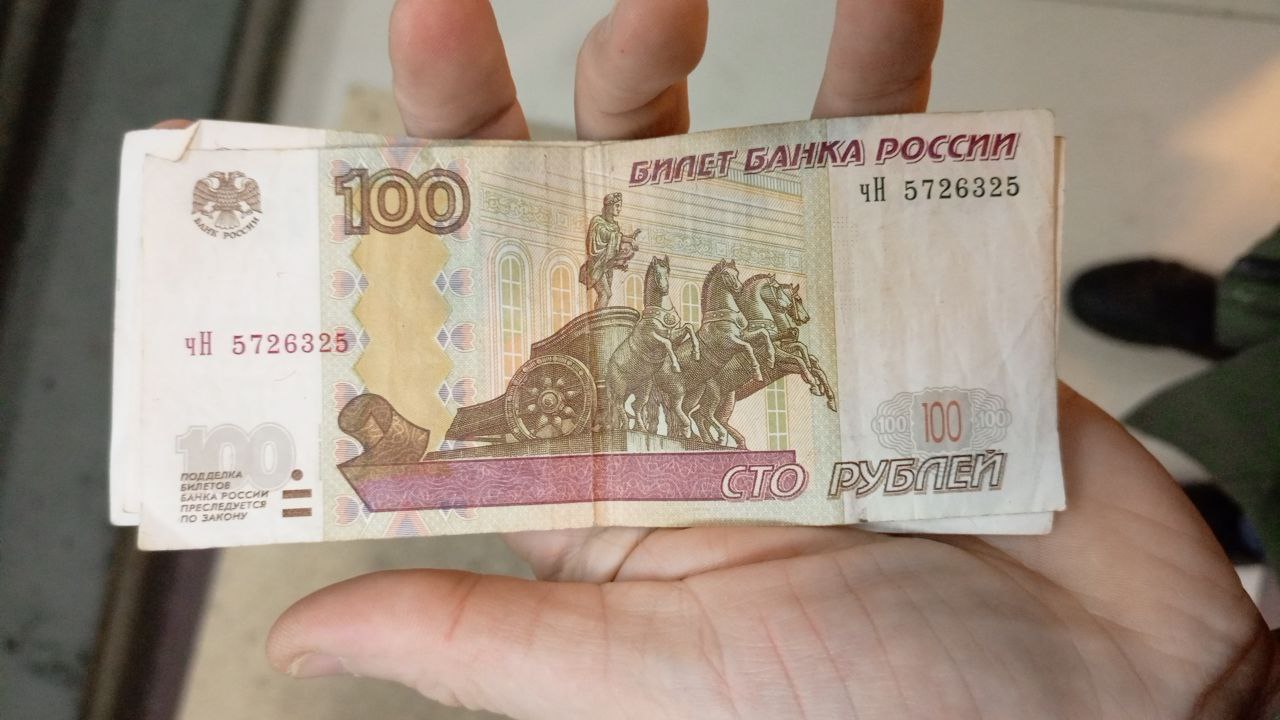 БИЛЕТ БАНКА РОССИИ
чН 5726325
100
БАНК РОССИИ
чН 5726325
100
ПОДДЕЛКА
БИЛЕТОВ
БАНКА РОССИИ
ПРЕСЛЕДУЕТСЯ
ПО ЗАКОНУ
100 100 100
СТО РУБЛЕЙ